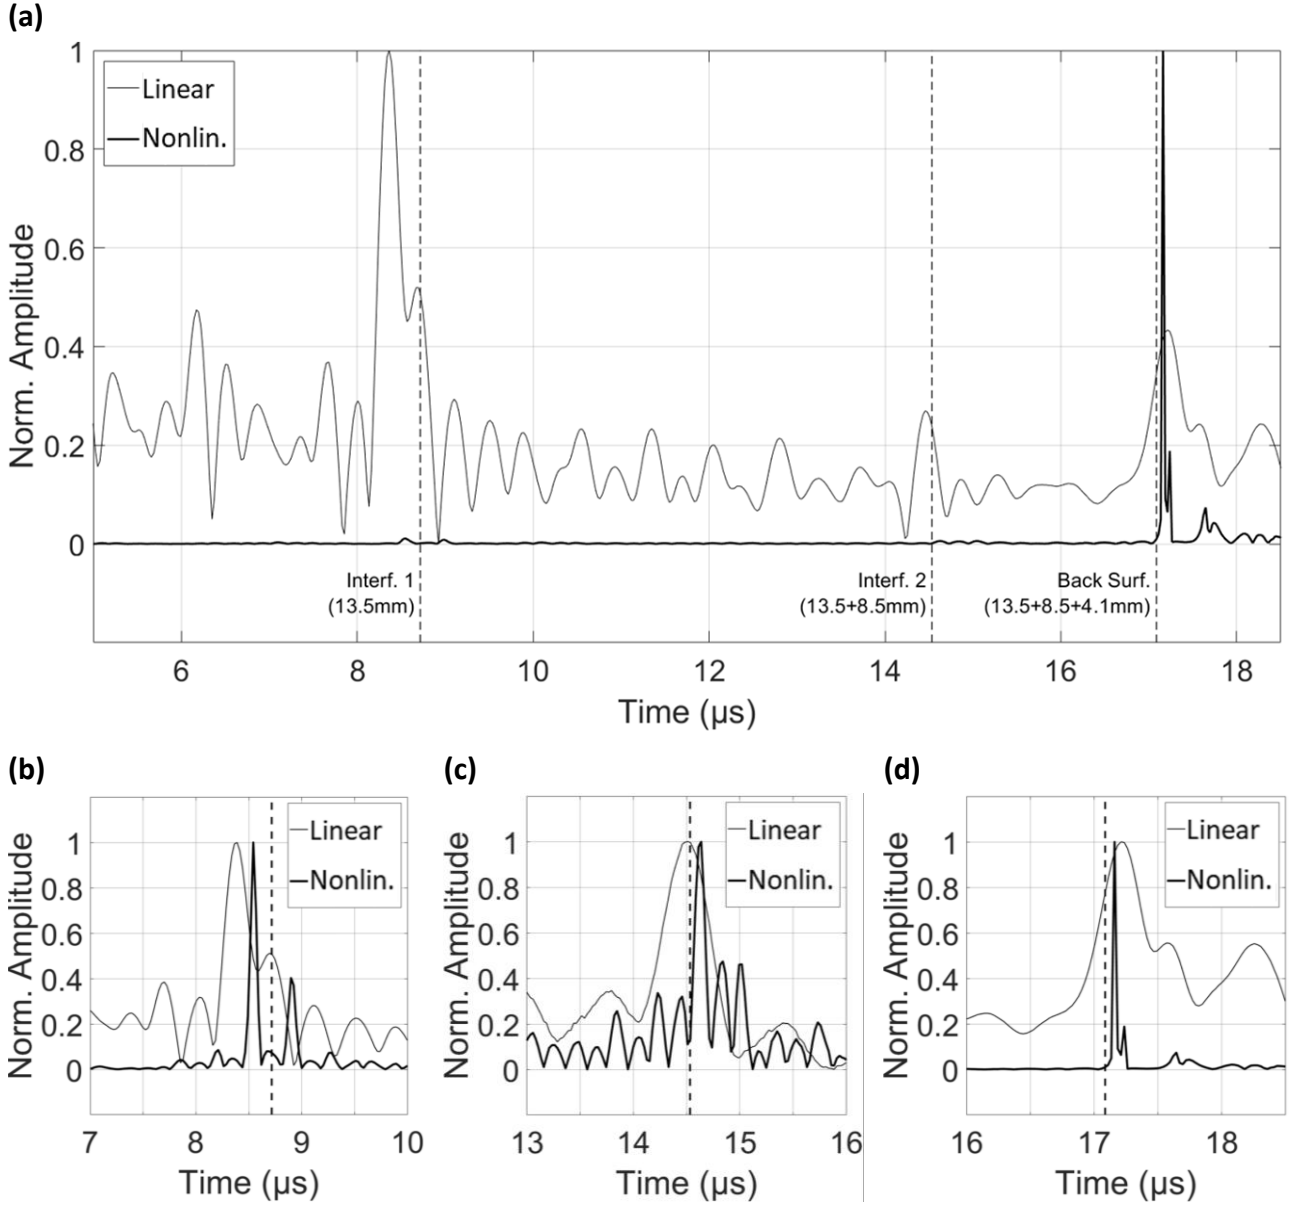 (a)
1
0.8
0.6
0.4
0.2
0
Norm. Amplitude
Linear
Nonlin.
Interf. 1
(13.5mm)
Interf. 2
(13.5+8.5mm)
Back Surf.
(13.5+8.5+4.1mm)
6 8 10 12 14 16 18
Time (µs)
(b)
1
0.8
0.6
0.4
0.2
0
Norm. Amplitude
Linear
Nonlin.
7 8 9 10
Time (µs)
(c)
1
0.8
0.6
0.4
0.2
0
Norm. Amplitude
Linear
Nonlin.
13 14 15 16
Time (µs)
(d)
1
0.8
0.6
0.4
0.2
0
Norm. Amplitude
Linear
Nonlin.
16 17 18
Time (µs)